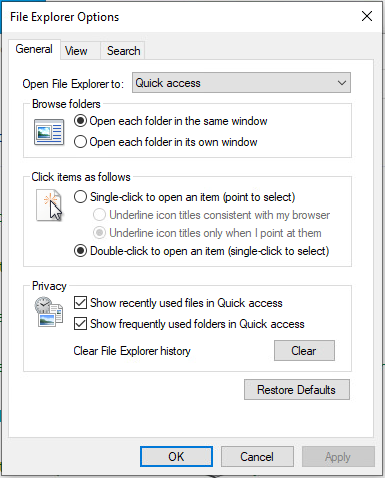 File Explorer Options
General View Search
Open File Explorer to: Quick access
Browse folders
Open each folder in the same window
Open each folder in its own window
Click items as follows
Single-click to open an item (point to select)
Underline icon titles consistent with my browser
Underline icon titles only when I point at them
Double-click to open an item (single-click to select)
Privacy
Show recently used files in Quick access
Show frequently used folders in Quick access
Clear File Explorer history Clear
Restore Defaults
OK Cancel Apply